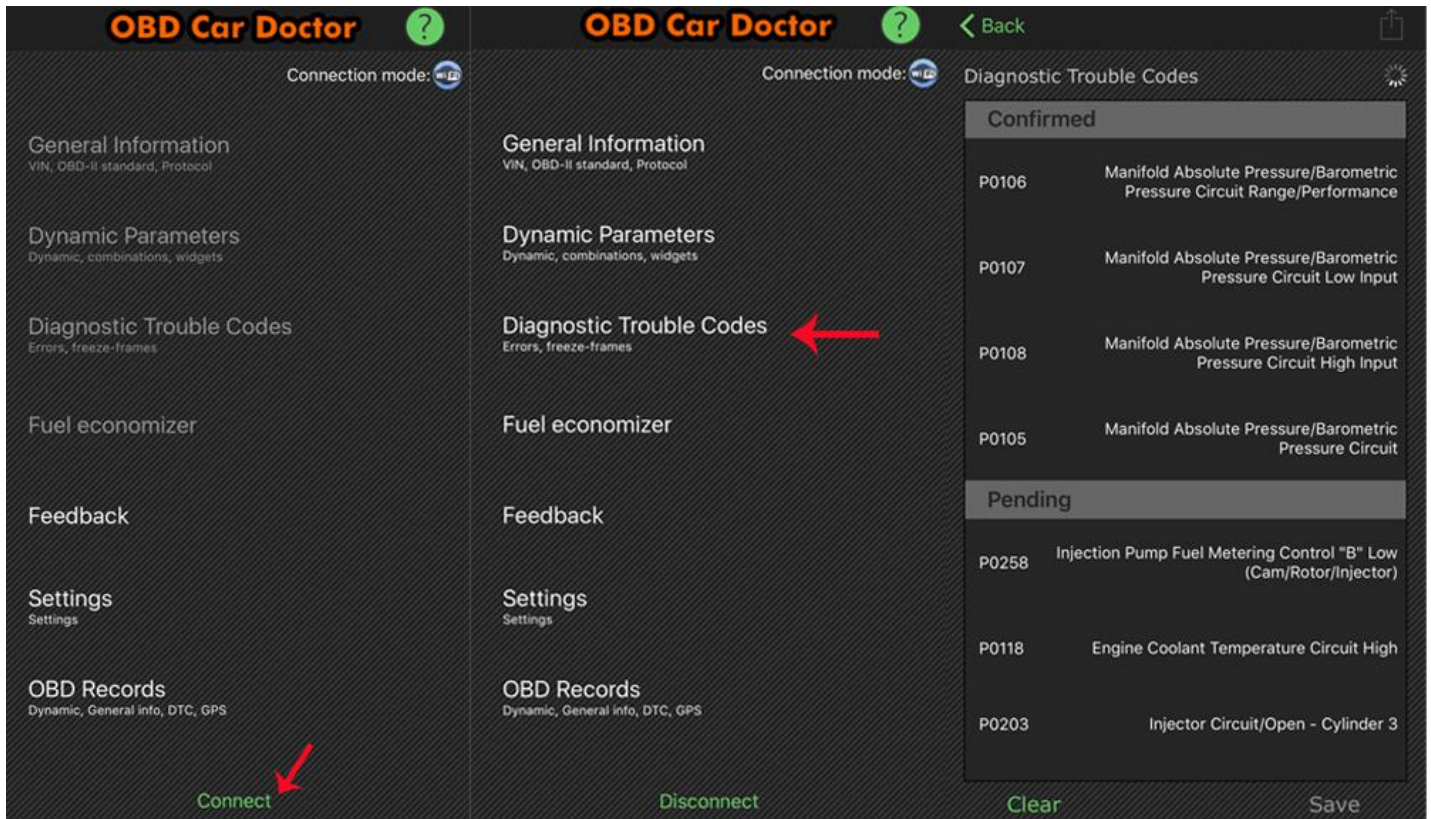 OBD Car Doctor ?
Connection mode: WiFi
General Information
VIN, OBD-II standard, Protocol
Dynamic Parameters
Dynamic, combinations, widgets
Diagnostic Trouble Codes
Errors, freeze-frames
Fuel economizer
Feedback
Settings
Settings
OBD Records
Dynamic, General info, DTC, GPS
Connect
OBD Car Doctor ?
Connection mode: WiFi
General Information
VIN, OBD-II standard, Protocol
Dynamic Parameters
Dynamic, combinations, widgets
Diagnostic Trouble Codes
Errors, freeze-frames
Fuel economizer
Feedback
Settings
Settings
OBD Records
Dynamic, General info, DTC, GPS
Disconnect
Back
Diagnostic Trouble Codes
Confirmed
P0106 Manifold Absolute Pressure/Barometric
Pressure Circuit Range/Performance
P0107 Manifold Absolute Pressure/Barometric
Pressure Circuit Low Input
P0108 Manifold Absolute Pressure/Barometric
Pressure Circuit High Input
P0105 Manifold Absolute Pressure/Barometric
Pressure Circuit
Pending
P0258 Injection Pump Fuel Metering Control "B" Low
(Cam/Rotor/Injector)
P0118 Engine Coolant Temperature Circuit High
P0203 Injector Circuit/Open - Cylinder 3
Clear Save